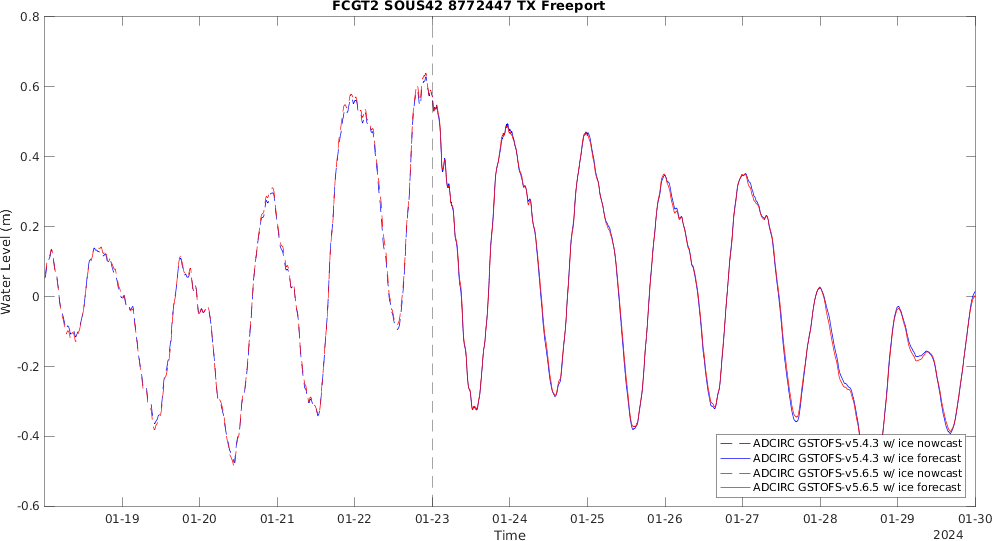 FCGT2 SOUS42 8772447 TX Freeport
0.8
0.6
0.4
0.2
0
-0.2
-0.4
-0.6
Water Level (m)
ADCIRC GSTOFS-v5.4.3 w/ ice nowcast
ADCIRC GSTOFS-v5.4.3 w/ ice forecast
ADCIRC GSTOFS-v5.6.5 w/ ice nowcast
ADCIRC GSTOFS-v5.6.5 w/ ice forecast
01-19 01-20 01-21 01-22 01-23 01-24 01-25 01-26 01-27 01-28 01-29 01-30
Time
2024